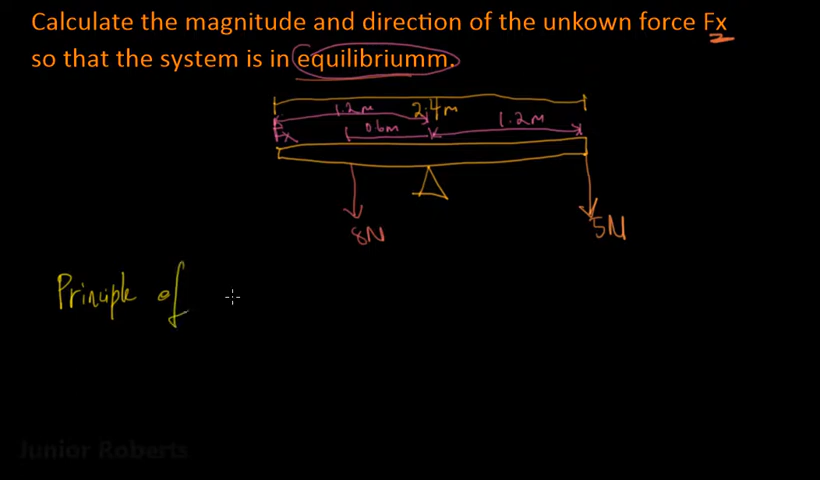 Calculate the magnitude and direction of the unkown force Fx
so that the system is in equilibriumm.
1.2m 2.4m
Fx 0.6m 1.2m
8N 5N
Principle of
Junior Roberts